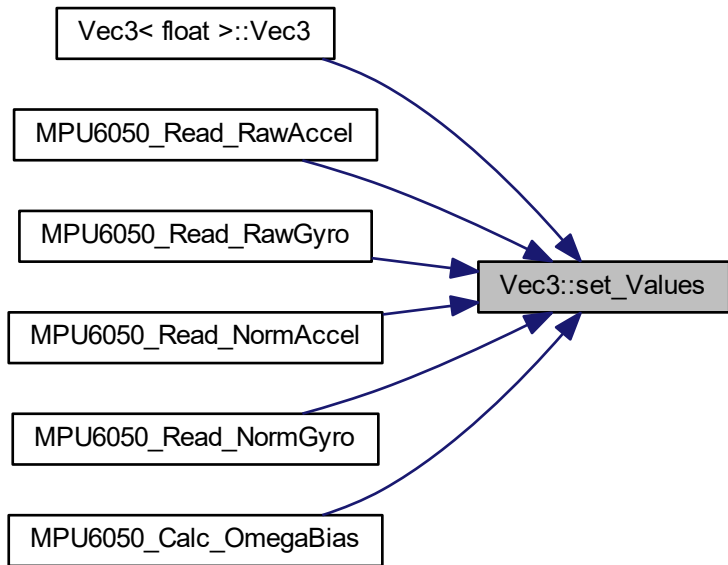 Vec3< float >::Vec3
MPU6050_Read_RawAccel
MPU6050_Read_RawGyro
Vec3::set_Values
MPU6050_Read_NormAccel
MPU6050_Read_NormGyro
MPU6050_Calc_OmegaBias